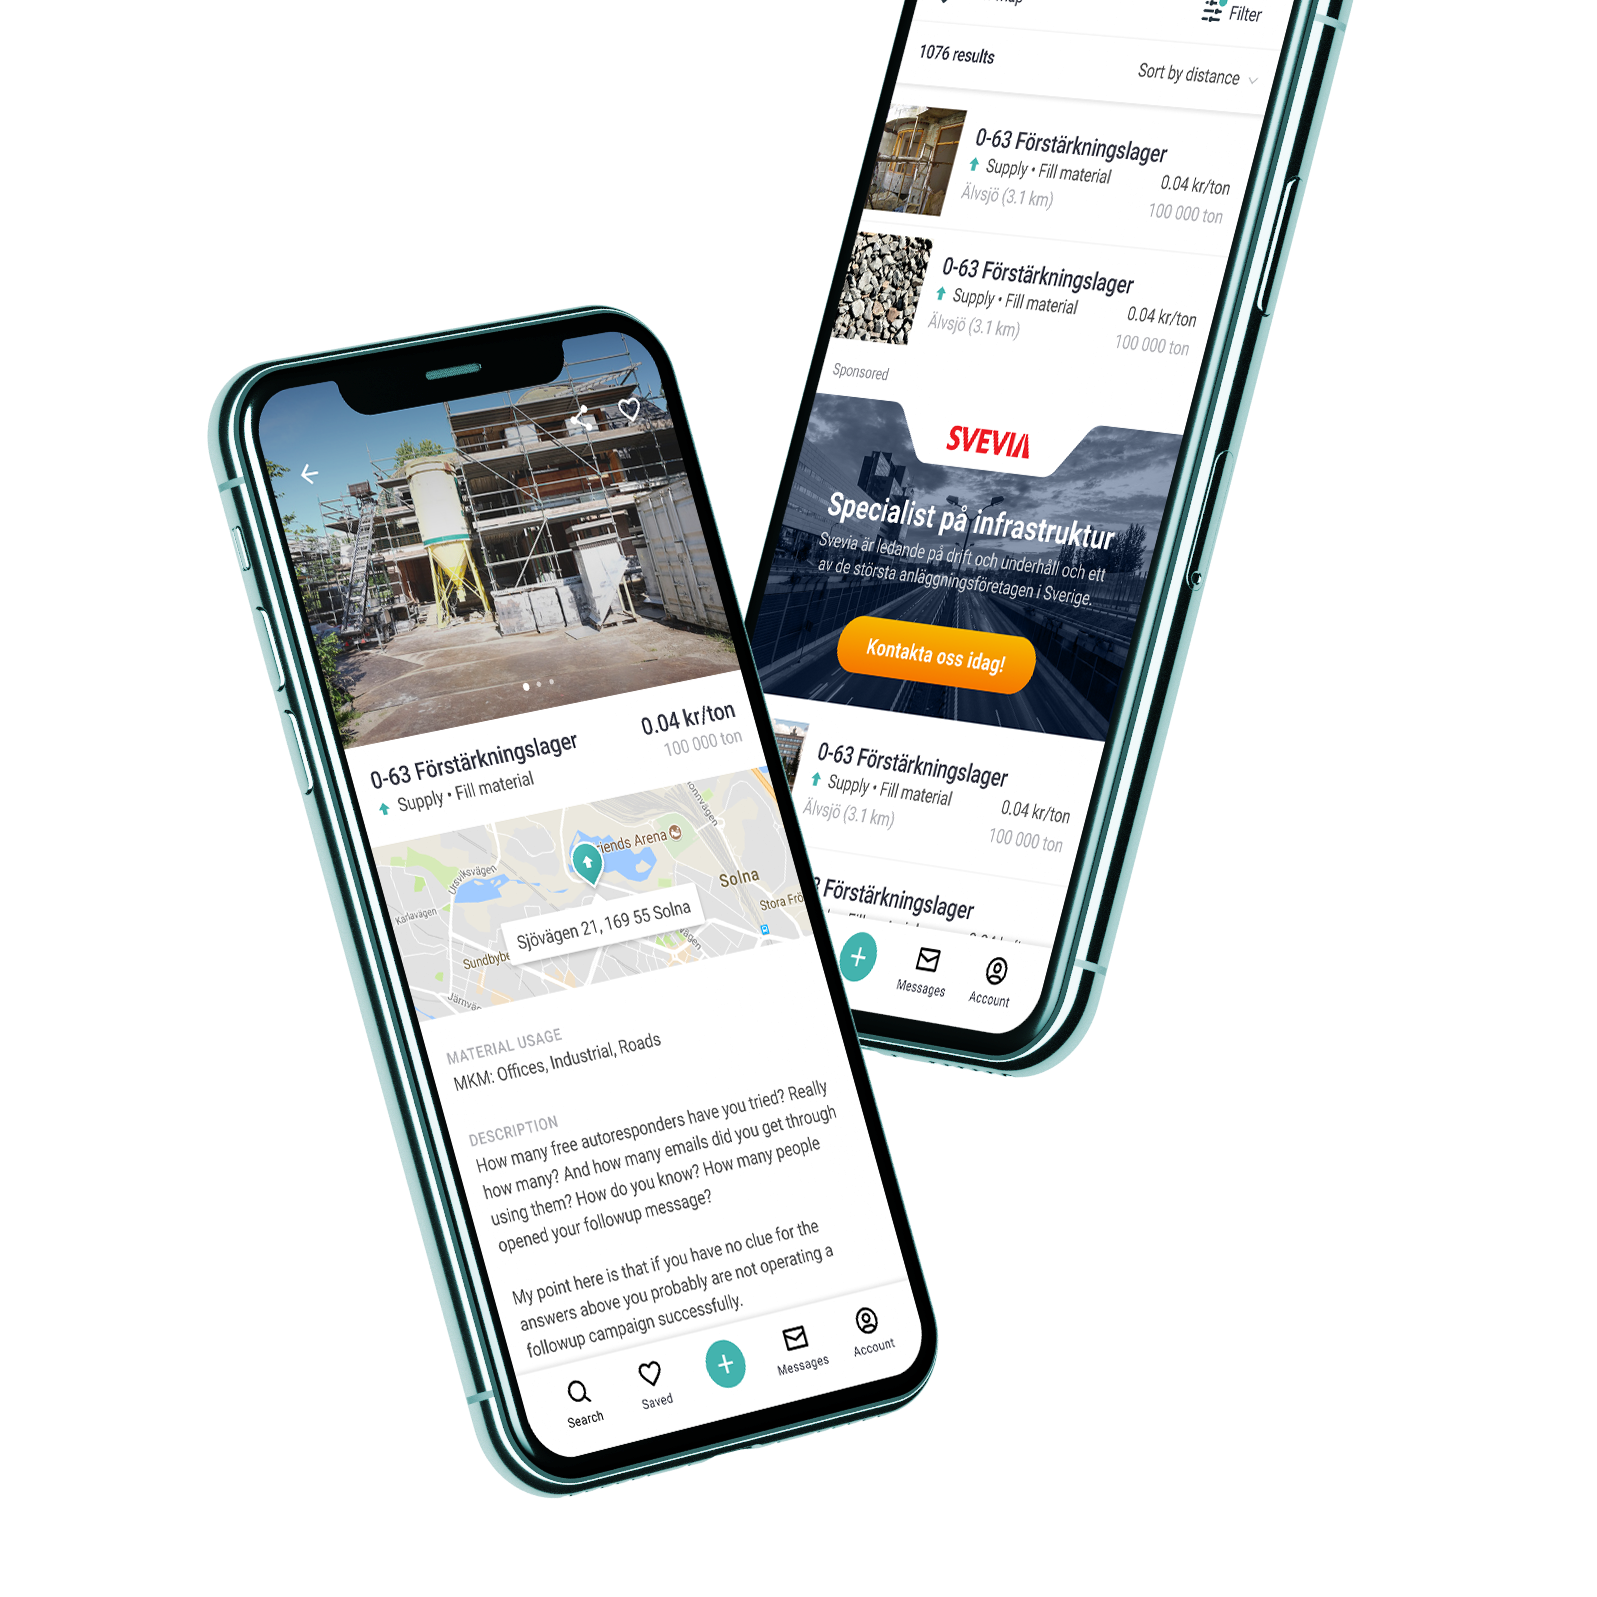 0-63 Förstärkningslager
0.04 kr/ton
Supply • Fill material
100 000 ton
Friends Arena
Solna
Stora Frö
Ursviksvägen
Karlavägen
Sjövägen 21, 169 55 Solna
Sundbybe
vägen
Järnvä
MATERIAL USAGE
MKM: Offices, Industrial, Roads
DESCRIPTION
How many free autoresponders have you tried? Really
how many? And how many emails did you get through
using them? How do you know? How many people
opened your followup message?
My point here is that if you have no clue for the
answers above you probably are not operating a
followup campaign successfully.
Search
Saved
Messages
Account
Filter
1076 results
Sort by distance
0-63 Förstärkningslager
Supply • Fill material
0.04 kr/ton
Älvsjö (3.1 km)
100 000 ton
0-63 Förstärkningslager
Supply • Fill material
0.04 kr/ton
Älvsjö (3.1 km)
100 000 ton
Sponsored
SVEVIA
Specialist på infrastruktur
Svevia är ledande på drift och underhåll och ett
av de största anläggningsföretagen i Sverige.
Kontakta oss idag!
0-63 Förstärkningslager
Supply • Fill material
0.04 kr/ton
Älvsjö (3.1 km)
100 000 ton
3 Förstärkningslager
Messages
Account